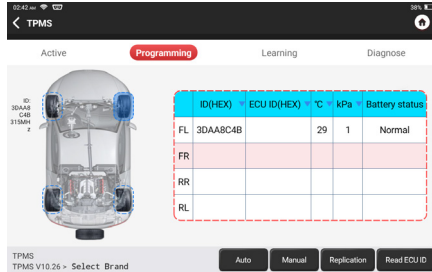 02:42 AM 38%
TPMS
Active Programming Learning Diagnose
ID:
3DAA8
C4B
315MH
z
ID(HEX) ECU ID(HEX) °C kPa Battery status
FL 3DAA8C4B 29 1 Normal
FR
RR
RL
TPMS
TPMS V10.26 > Select Brand
Auto Manual Replication Read ECU ID